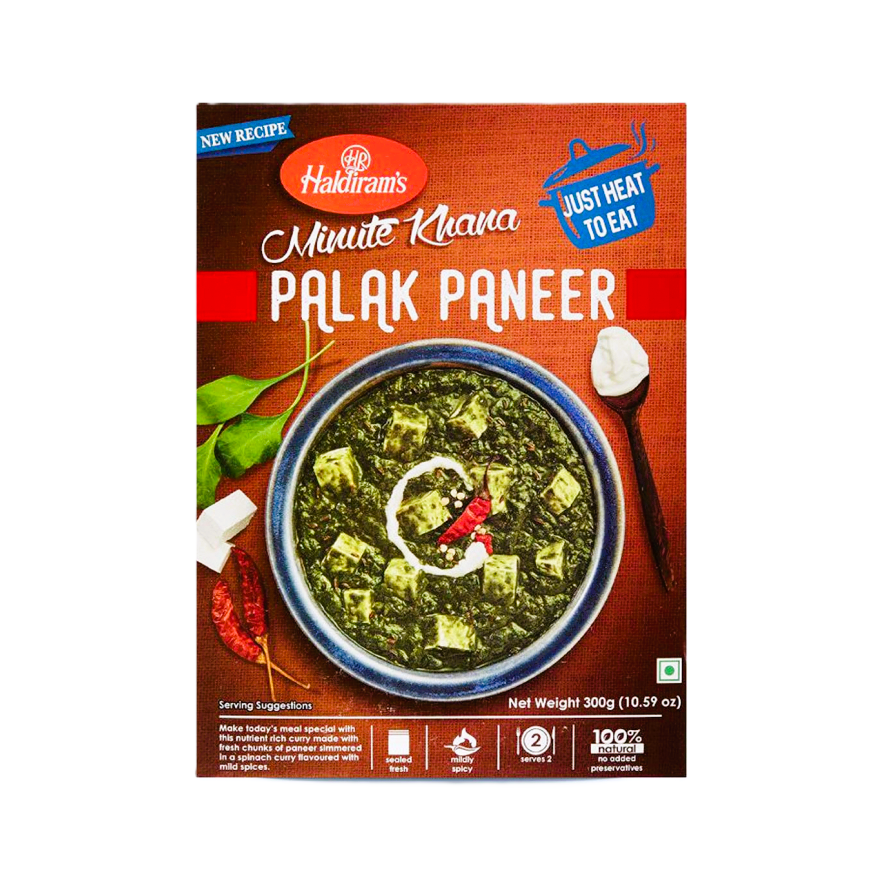 NEW RECIPE
HR
Haldiram's
Minute Khana
JUST HEAT
TO EAT
PALAK PANEER
Serving Suggestions
Net Weight 300g (10.59 oz)
Make today's meal special with
this nutrient rich curry made with
fresh chunks of paneer simmered
in a spinach curry flavoured with
mild spices.
sealed
fresh
mildly
spicy
2
serves 2
100%
natural
no added
preservatives